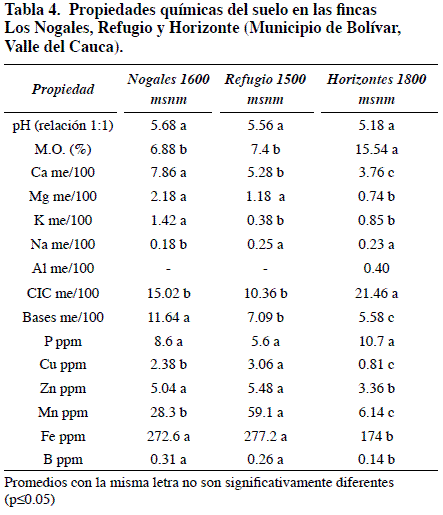 Tabla 4. Propiedades químicas del suelo en las fincas
Los Nogales, Refugio y Horizonte (Municipio de Bolívar,
Valle del Cauca).
Propiedad Nogales 1600 msnm Refugio 1500 msnm Horizontes 1800 msnm
pH (relación 1:1) 5.68 a 5.56 a 5.18 a
M.O. (%) 6.88 b 7.4 b 15.54 a
Ca me/100 7.86 a 5.28 b 3.76 c
Mg me/100 2.18 a 1.18 a 0.74 b
K me/100 1.42 a 0.38 b 0.85 b
Na me/100 0.18 b 0.25 a 0.23 a
Al me/100 - - 0.40
CIC me/100 15.02 b 10.36 b 21.46 a
Bases me/100 11.64 a 7.09 b 5.58 c
P ppm 8.6 a 5.6 a 10.7 a
Cu ppm 2.38 b 3.06 a 0.81 c
Zn ppm 5.04 a 5.48 a 3.36 b
Mn ppm 28.3 b 59.1 a 6.14 c
Fe ppm 272.6 a 277.2 a 174 b
B ppm 0.31 a 0.26 a 0.14 b
Promedios con la misma letra no son significativamente diferentes
(p≤0.05)